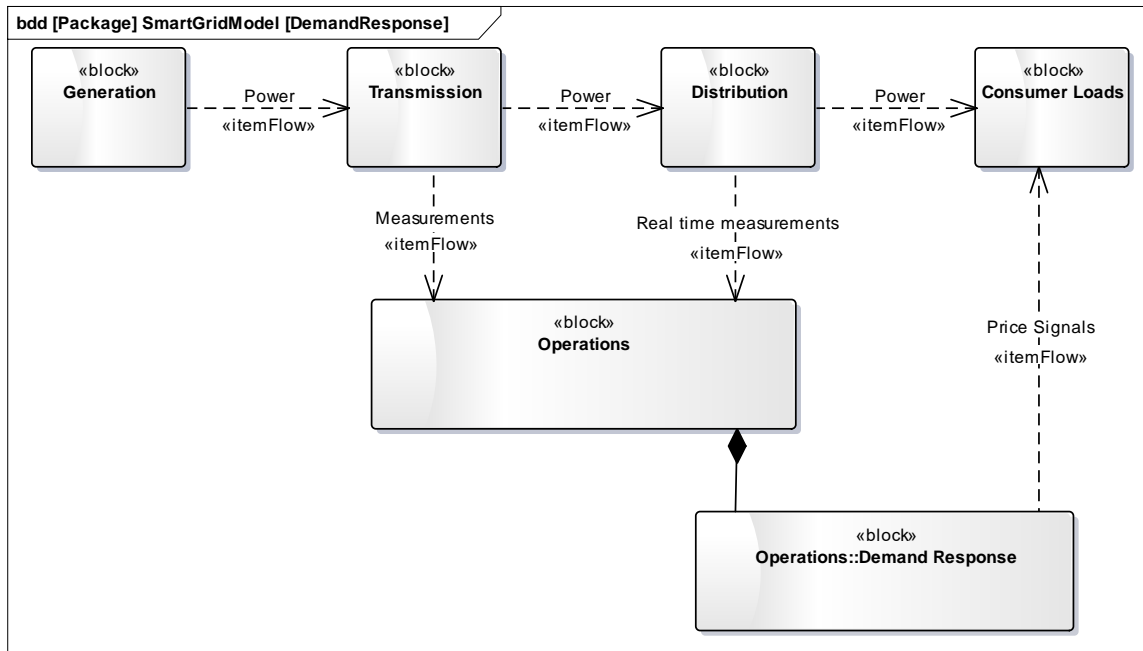 bdd [Package] SmartGridModel [DemandResponse]
«block»
Generation
«block»
Transmission
«block»
Distribution
«block»
Consumer Loads
Power
«itemFlow»
Power
«itemFlow»
Power
«itemFlow»
Measurements
«itemFlow»
Real time measurements
«itemFlow»
«block»
Operations
Price Signals
«itemFlow»
«block»
Operations::Demand Response